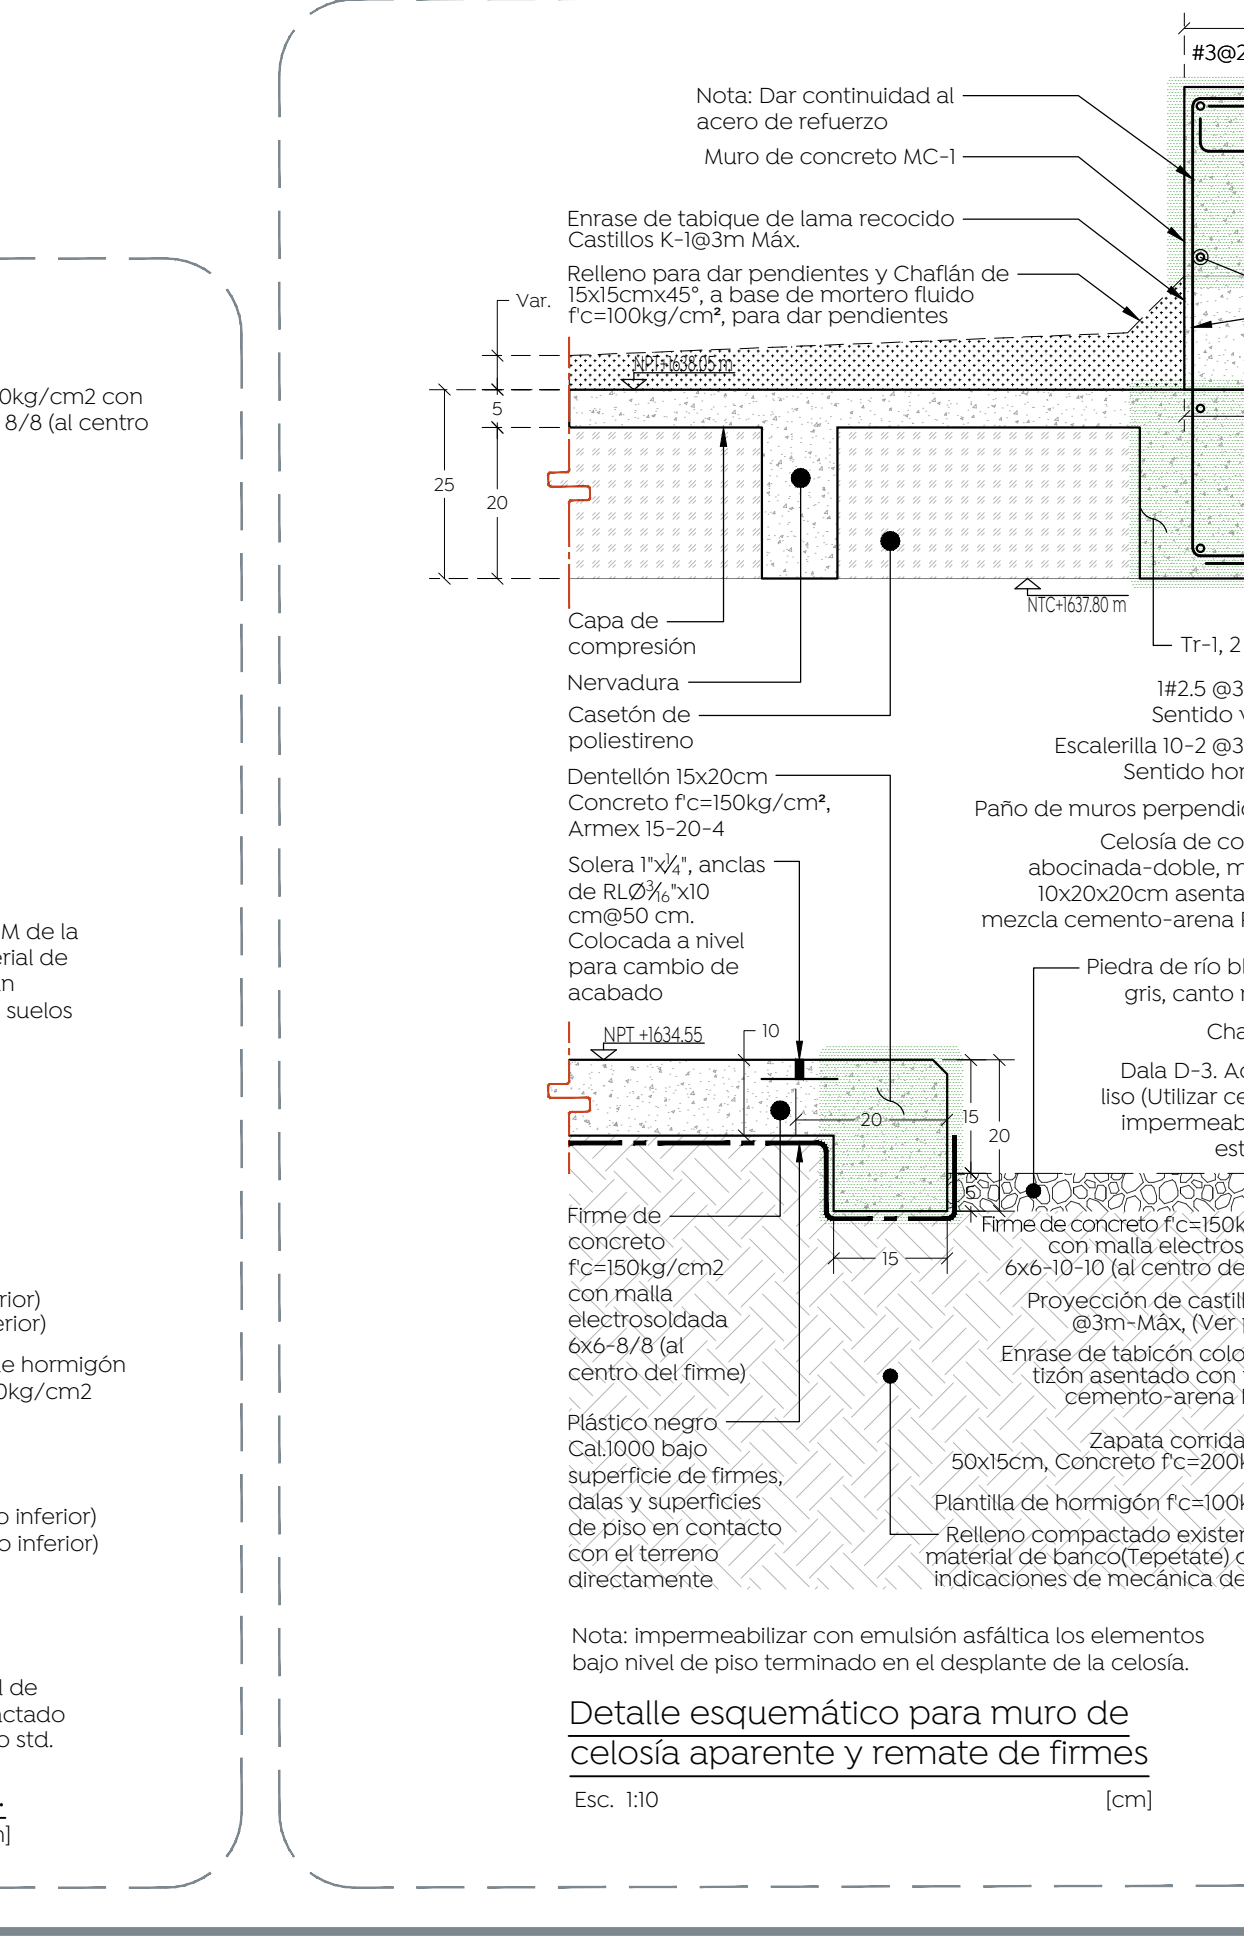 0kg/cm2 con
8/8 (al centro
M de la
rial de
n
suelos
rior)
erior)
e hormigón
0kg/cm2
o inferior)
o inferior)
l de
actado
o std.
#3@2
Nota: Dar continuidad al
acero de refuerzo
Muro de concreto MC-1
Enrase de tabique de lama recocido
Castillos K-1@3m Máx.
Relleno para dar pendientes y Chaflán de
15x15cmx45°, a base de mortero fluido
f'c=100kg/cm², para dar pendientes
Var.
NPT+1638.05 m
5
25
20
NTC+1637.80 m
Capa de
compresión
Nervadura
Casetón de
poliestireno
Dentellón 15x20cm
Concreto f'c=150kg/cm²,
Armex 15-20-4
Solera 1"x¼", anclas
de RLØ3⁄16"x10
cm@50 cm.
Colocada a nivel
para cambio de
acabado
Tr-1, 2
1#2.5 @3
Sentido v
Escalerilla 10-2 @3
Sentido hor
Paño de muros perpendic
Celosía de co
abocinada-doble, m
10x20x20cm asenta
mezcla cemento-arena
Piedra de río bl
gris, canto r
Cha
Dala D-3. Ac
liso (Utilizar ce
impermeab
est
NPT +1634.55
10
20
15
20
5
15
Firme de
concreto
f'c=150kg/cm2
con malla
electrosoldada
6x6-8/8 (al
centro del firme)
Plástico negro
Cal.1000 bajo
superficie de firmes,
dalas y superficies
de piso en contacto
con el terreno
directamente
Firme de concreto f'c=150k
con malla electros
6x6-10-10 (al centro de
Proyección de castill
@3m-Máx, (Ver
Enrase de tabicón colo
tizón asentado con
cemento-arena
Zapata corrida
50x15cm, Concreto f'c=200k
Plantilla de hormigón f'c=100k
Relleno compactado existen
material de banco(Tepetate) c
indicaciones de mecánica de
Nota: impermeabilizar con emulsión asfáltica los elementos
bajo nivel de piso terminado en el desplante de la celosía.
Detalle esquemático para muro de
celosía aparente y remate de firmes
Esc. 1:10 [cm]